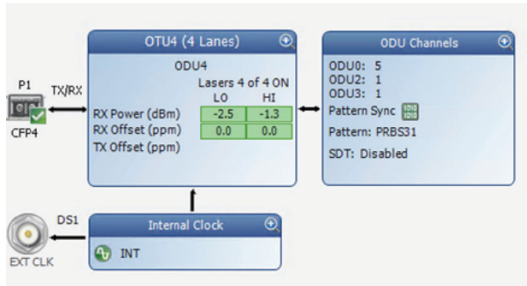 OTU4 (4 Lanes)
ODU4
Lasers 4 of 4 ON
LO HI
RX Power (dBm) -2.5 -1.3
RX Offset (ppm) 0.0 0.0
TX Offset (ppm)
P1
TX/RX
CFP4
ODU Channels
ODU0: 5
ODU2: 1
ODU3: 1
Pattern Sync
Pattern: PRBS31
SDT: Disabled
DS1
EXT CLK
Internal Clock
INT